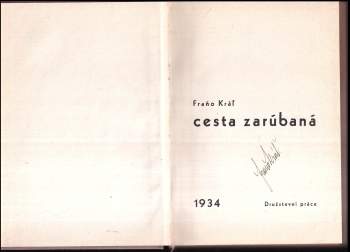 Fraňo Kráľ
cesta zarúbaná
1934
Družstevní práce